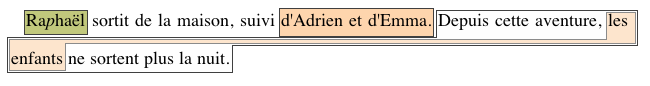 Raphaël sortit de la maison, suivi d'Adrien et d'Emma. Depuis cette aventure, les
enfants ne sortent plus la nuit.